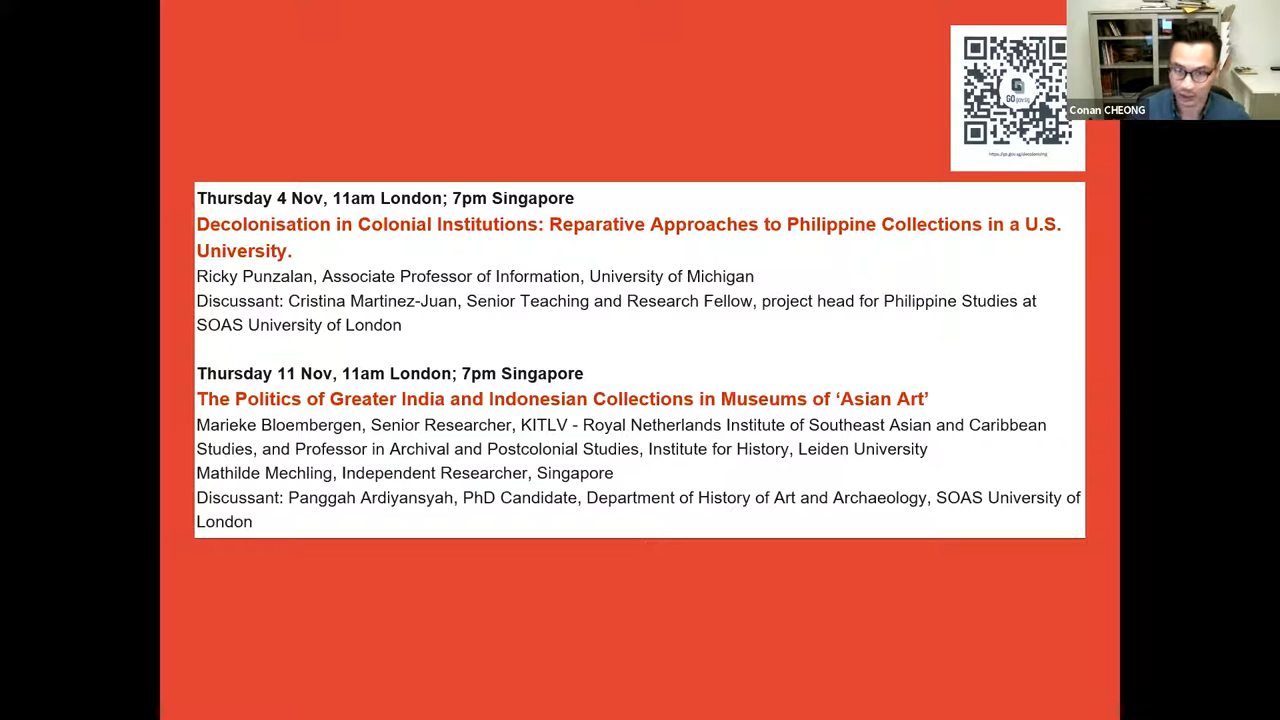 GOgov.sg
Conan CHEONG
Thursday 4 Nov, 11am London; 7pm Singapore
Decolonisation in Colonial Institutions: Reparative Approaches to Philippine Collections in a U.S.
University.
Ricky Punzalan, Associate Professor of Information, University of Michigan
Discussant: Cristina Martinez-Juan, Senior Teaching and Research Fellow, project head for Philippine Studies at
SOAS University of London
Thursday 11 Nov, 11am London; 7pm Singapore
The Politics of Greater India and Indonesian Collections in Museums of ‘Asian Art’
Marieke Bloembergen, Senior Researcher, KITLV - Royal Netherlands Institute of Southeast Asian and Caribbean
Studies, and Professor in Archival and Postcolonial Studies, Institute for History, Leiden University
Mathilde Mechling, Independent Researcher, Singapore
Discussant: Panggah Ardiyansyah, PhD Candidate, Department of History of Art and Archaeology, SOAS University of
London